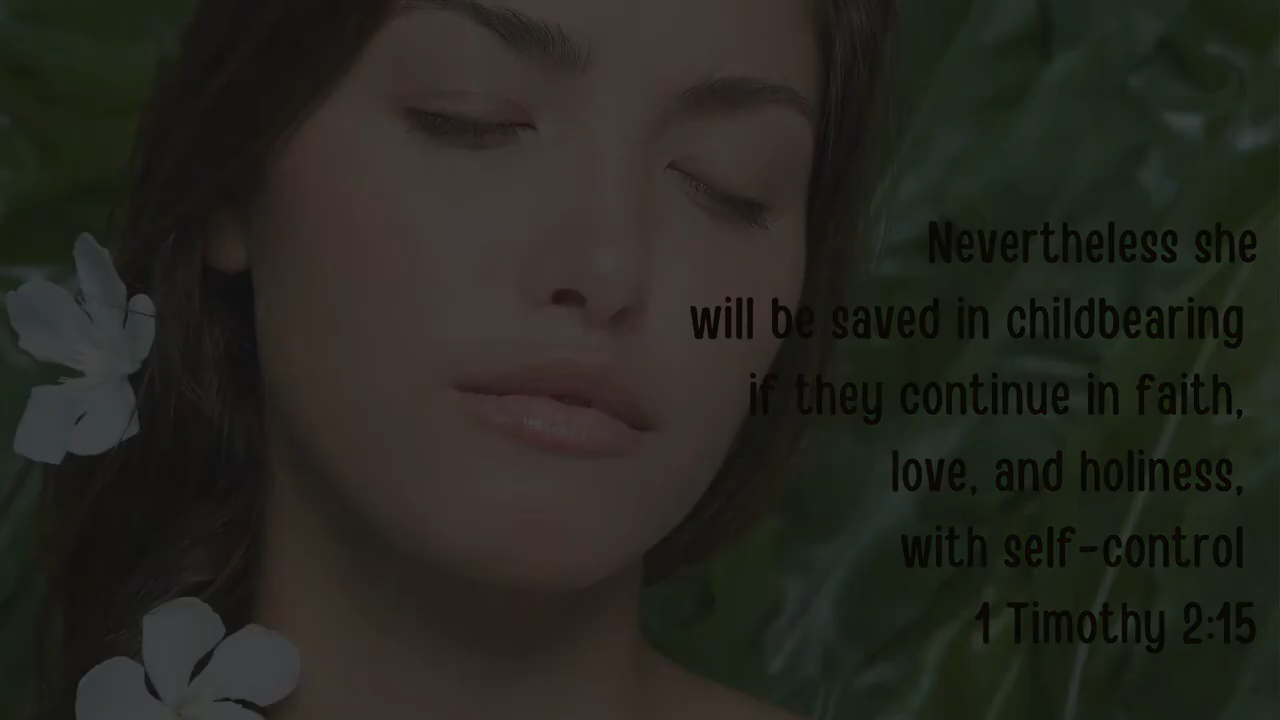 Nevertheless she
will be saved in childbearing
if they continue in faith,
love, and holiness,
with self-control
1 Timothy 2:15